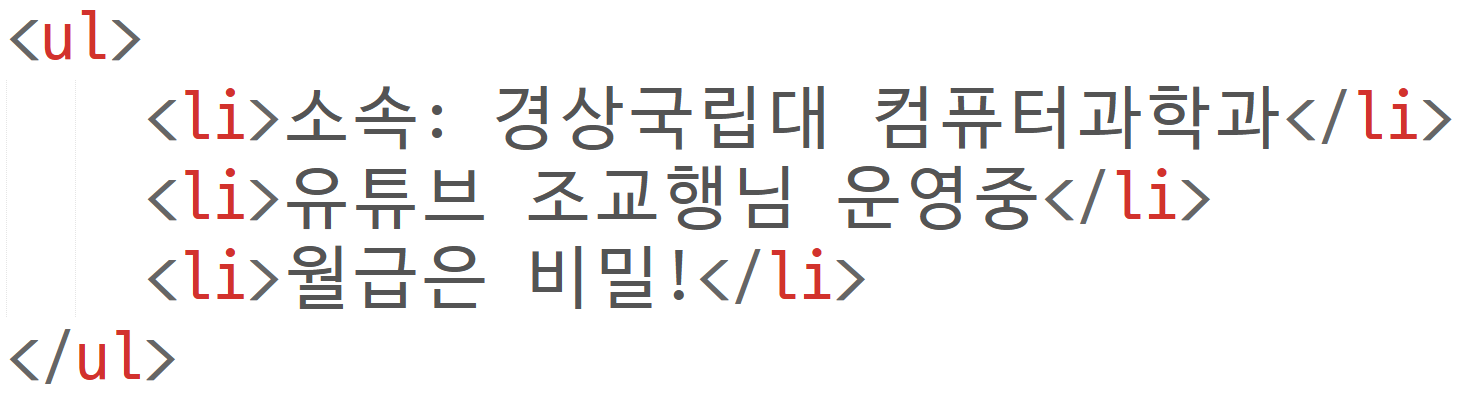 <ul>
<li>소속: 경상국립대 컴퓨터과학과</li>
<li>유튜브 조교행님 운영중</li>
<li>월급은 비밀!</li>
</ul>